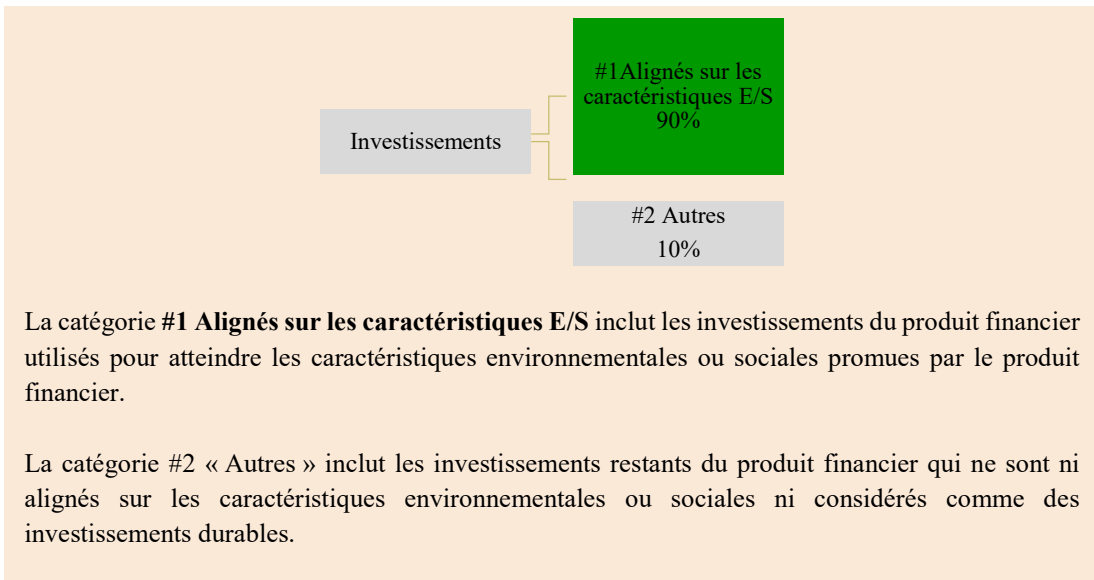 #1Alignés sur les
caractéristiques E/S
90%
Investissements
#2 Autres
10%
La catégorie #1 Alignés sur les caractéristiques E/S inclut les investissements du produit financier
utilisés pour atteindre les caractéristiques environnementales ou sociales promues par le produit
financier.
La catégorie #2 « Autres » inclut les investissements restants du produit financier qui ne sont ni
alignés sur les caractéristiques environnementales ou sociales ni considérés comme des
investissements durables.